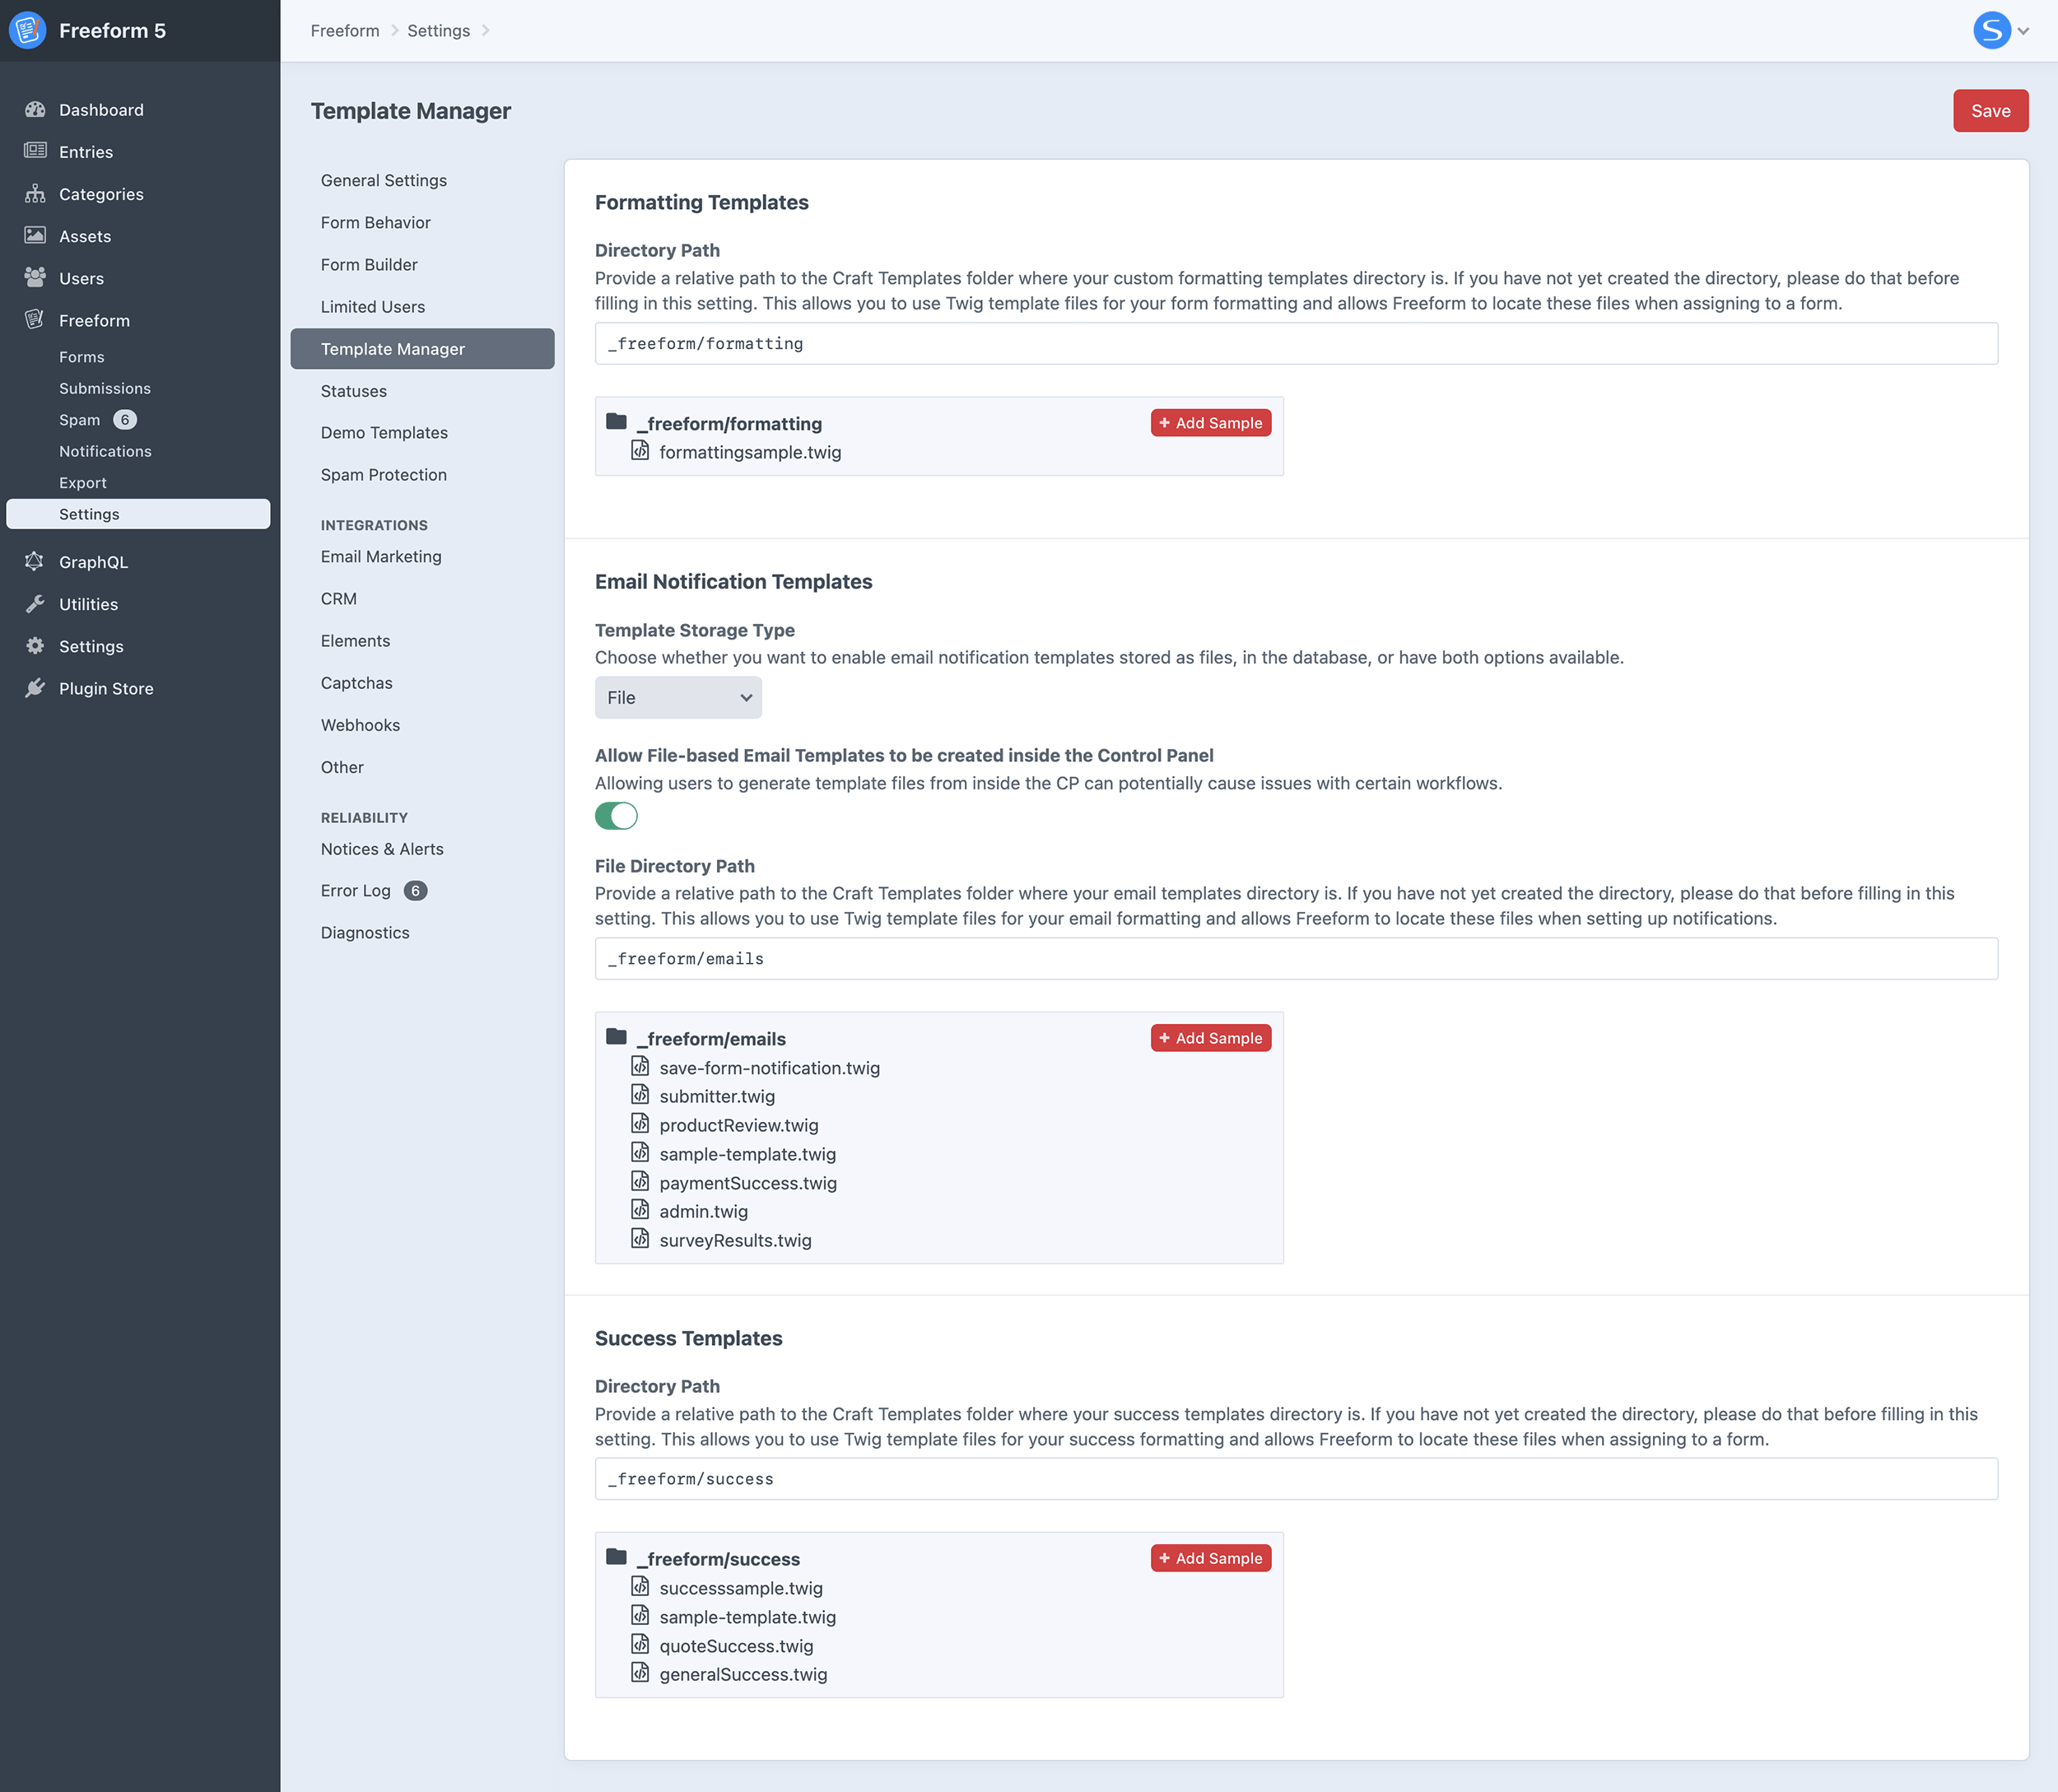 Freeform 5
Freeform
Settings
S
Dashboard
Entries
Categories
Assets
Users
Freeform
Forms
Submissions
Spam 6
Notifications
Export
Settings
GraphQL
Utilities
Settings
Plugin Store
Template Manager
Save
General Settings
Form Behavior
Form Builder
Limited Users
Template Manager
Statuses
Demo Templates
Spam Protection
INTEGRATIONS
Email Marketing
CRM
Elements
Captchas
Webhooks
Other
RELIABILITY
Notices & Alerts
Error Log 6
Diagnostics
Formatting Templates
Directory Path
Provide a relative path to the Craft Templates folder where your custom formatting templates directory is. If you have not yet created the directory, please do that before
filling in this setting. This allows you to use Twig template files for your form formatting and allows Freeform to locate these files when assigning to a form.
_freeform/formatting
_freeform/formatting
+ Add Sample
formattingsample.twig
Email Notification Templates
Template Storage Type
Choose whether you want to enable email notification templates stored as files, in the database, or have both options available.
File
Allow File-based Email Templates to be created inside the Control Panel
Allowing users to generate template files from inside the CP can potentially cause issues with certain workflows.
File Directory Path
Provide a relative path to the Craft Templates folder where your email templates directory is. If you have not yet created the directory, please do that before filling in this
setting. This allows you to use Twig template files for your email formatting and allows Freeform to locate these files when setting up notifications.
_freeform/emails
_freeform/emails
+ Add Sample
save-form-notification.twig
submitter.twig
productReview.twig
sample-template.twig
paymentSuccess.twig
admin.twig
surveyResults.twig
Success Templates
Directory Path
Provide a relative path to the Craft Templates folder where your success templates directory is. If you have not yet created the directory, please do that before filling in this
setting. This allows you to use Twig template files for your success formatting and allows Freeform to locate these files when assigning to a form.
_freeform/success
_freeform/success
+ Add Sample
successsample.twig
sample-template.twig
quoteSuccess.twig
generalSuccess.twig